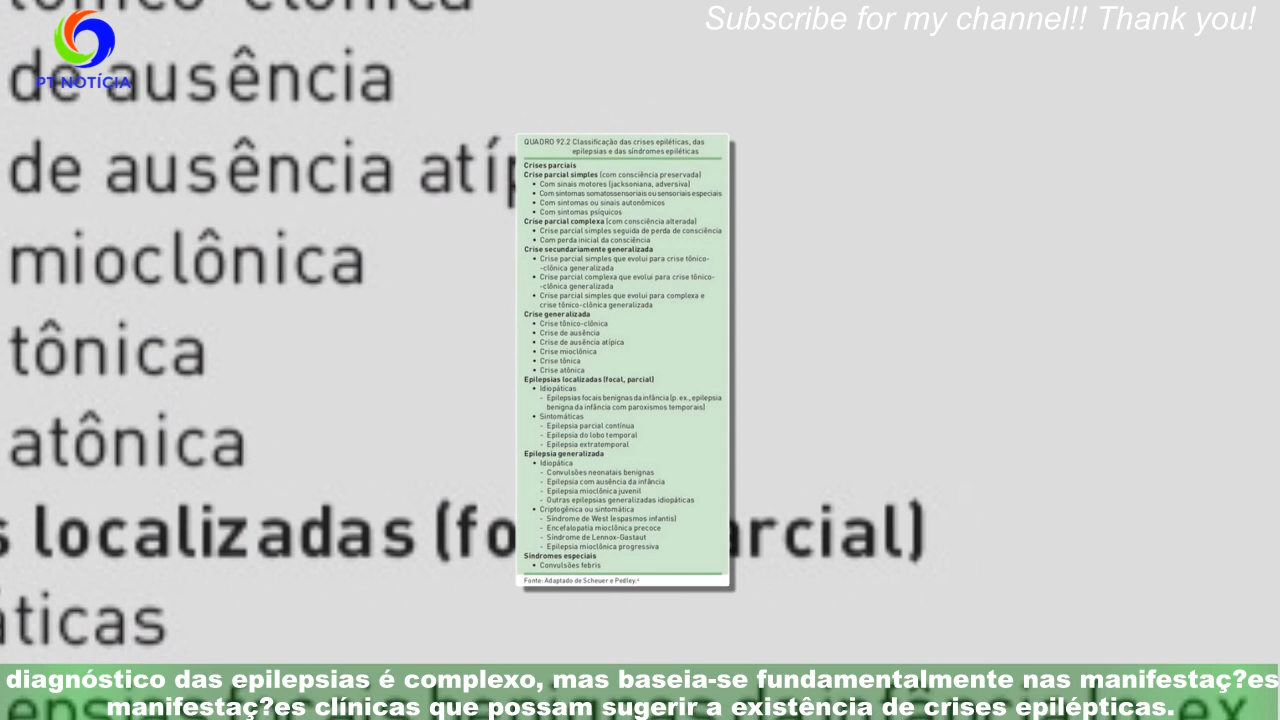 tônico-clônica
Subscribe for my channel!! Thank you!
PT NOTÍCIA
de ausência
de ausência atíp
mioclônica
tônica
atônica
s localizadas (fo
arcial)
áticas
QUADRO 92.2 Classificação das crises epiléticas, das
epilepsias e das síndromes epiléticas
Crises parciais
Crise parcial simples (com consciência preservada)
• Com sinais motores (jacksoniana, adversiva)
• Com sintomas somatossensoriais ou sensoriais especiais
• Com sintomas ou sinais autonômicos
• Com sintomas psíquicos
Crise parcial complexa (com consciência alterada)
• Crise parcial simples seguida de perda de consciência
• Com perda inicial da consciência
Crise secundariamente generalizada
• Crise parcial simples que evolui para crise tônico-
-clônica generalizada
• Crise parcial complexa que evolui para crise tônico-
-clônica generalizada
• Crise parcial simples que evolui para complexa e
crise tônico-clônica generalizada
Crise generalizada
• Crise tônico-clônica
• Crise de ausência
• Crise de ausência atípica
• Crise mioclônica
• Crise tônica
• Crise atônica
Epilepsias localizadas (focal, parcial)
• Idiopáticas
- Epilepsias focais benignas da infância (p. ex., epilepsia
benigna da infância com paroxismos temporais)
• Sintomáticas
- Epilepsia parcial contínua
- Epilepsia do lobo temporal
- Epilepsia extratemporal
Epilepsia generalizada
• Idiopática
- Convulsões neonatais benignas
- Epilepsia com ausência da infância
- Epilepsia mioclônica juvenil
- Outras epilepsias generalizadas idiopáticas
• Criptogênica ou sintomática
- Síndrome de West (espasmos infantis)
- Encefalopatia mioclônica precoce
- Síndrome de Lennox-Gastaut
- Epilepsia mioclônica progressiva
Síndromes especiais
• Convulsões febris
Fonte: Adaptado de Scheuer e Pedley.
diagnóstico das epilepsias é complexo, mas baseia-se fundamentalmente nas manifestaç?es
manifestaç?es clínicas que possam sugerir a existência de crises epilépticas.